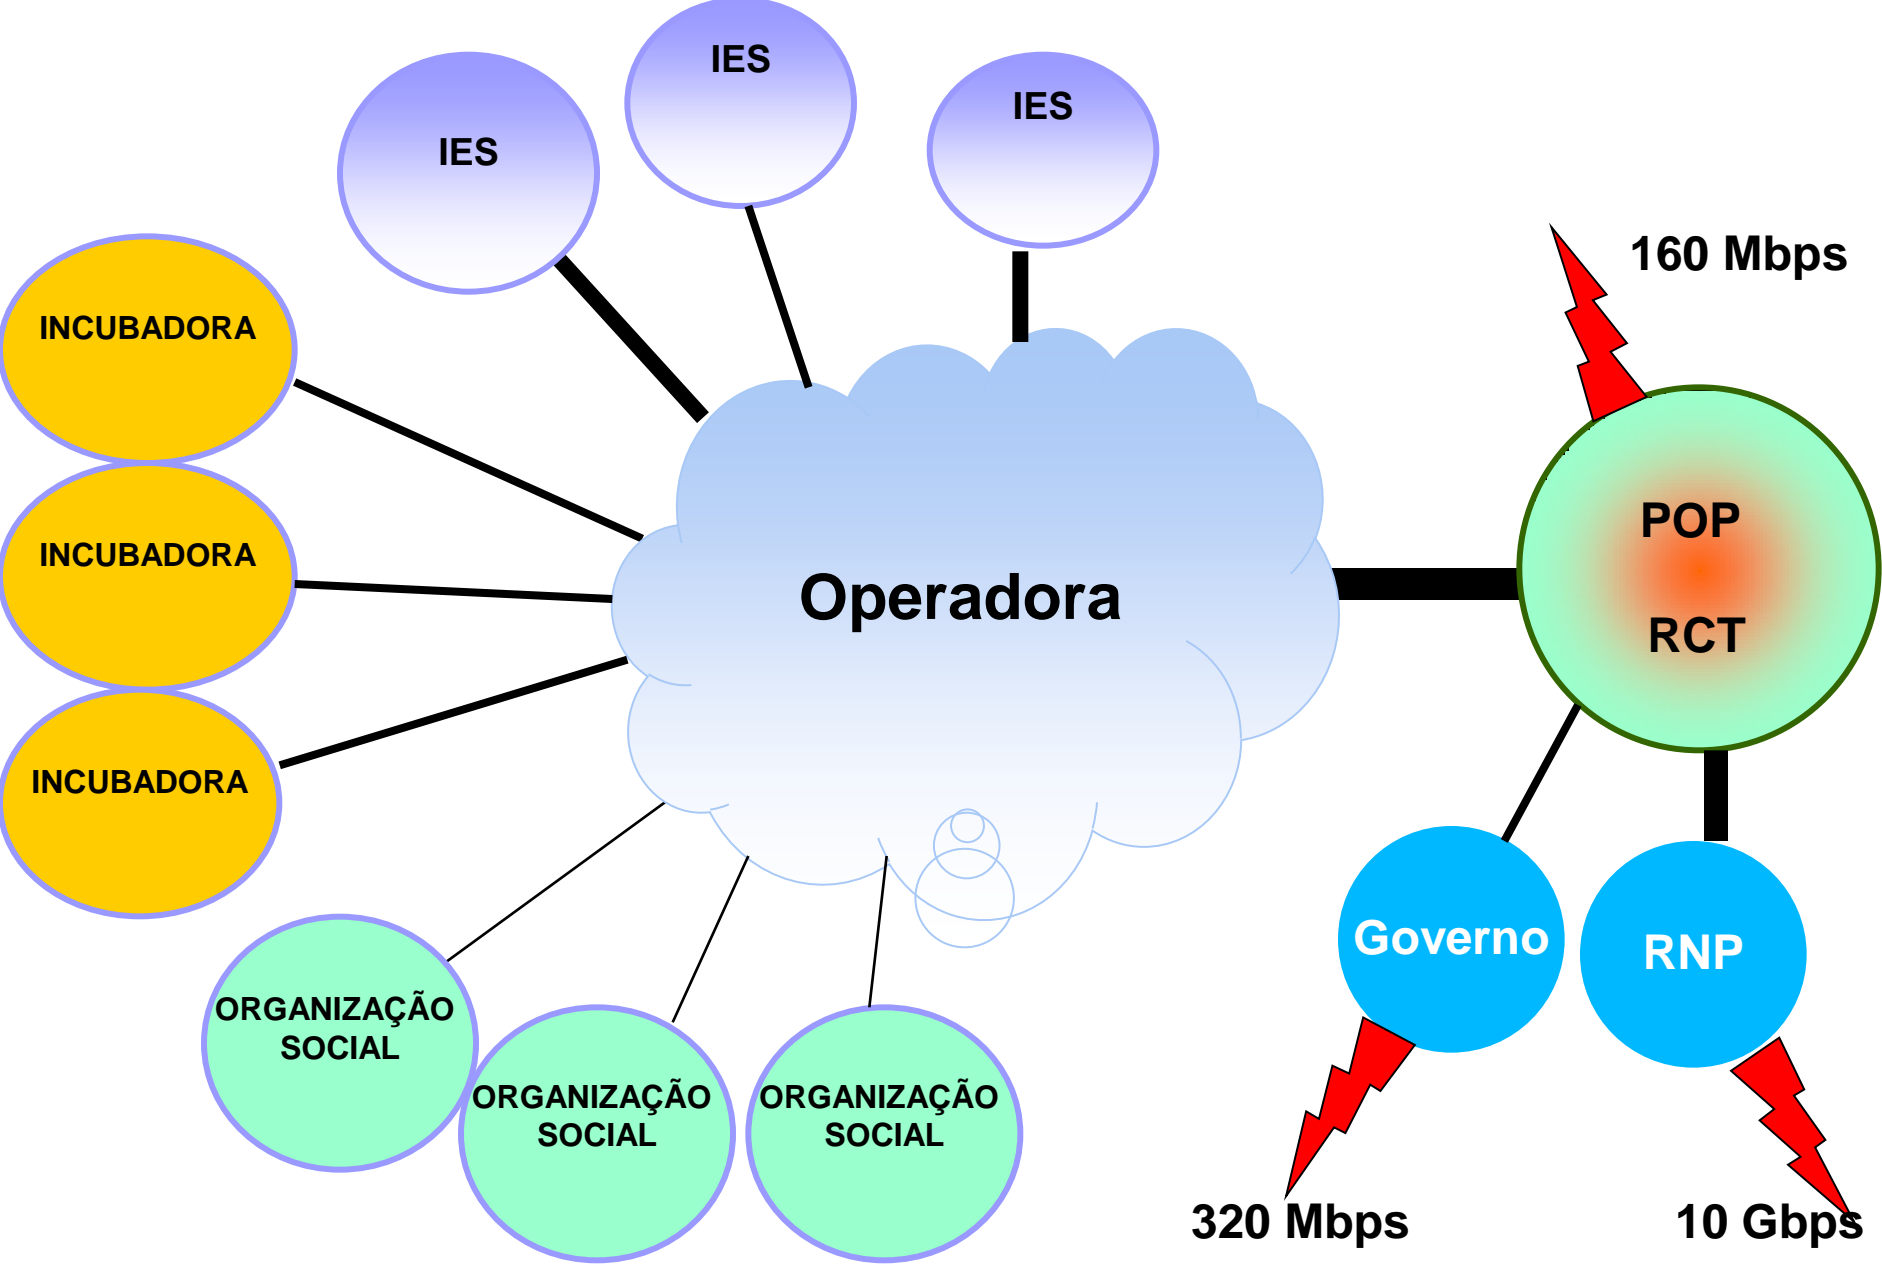 IES
IES
IES
160 Mbps
INCUBADORA
INCUBADORA
INCUBADORA
Operadora
POP
RCT
Governo
RNP
ORGANIZAÇÃO
SOCIAL
ORGANIZAÇÃO
SOCIAL
ORGANIZAÇÃO
SOCIAL
320 Mbps
10 Gbps